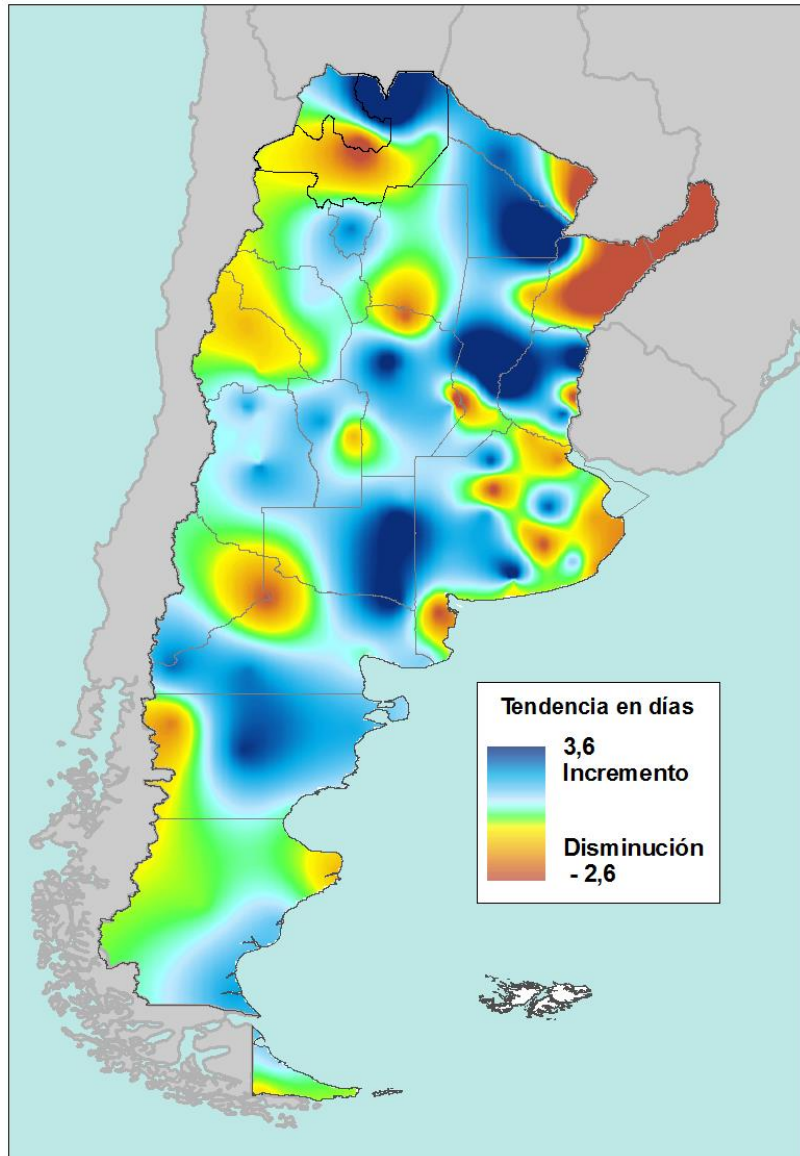 Tendencia en días
3,6
Incremento
Disminución
- 2,6